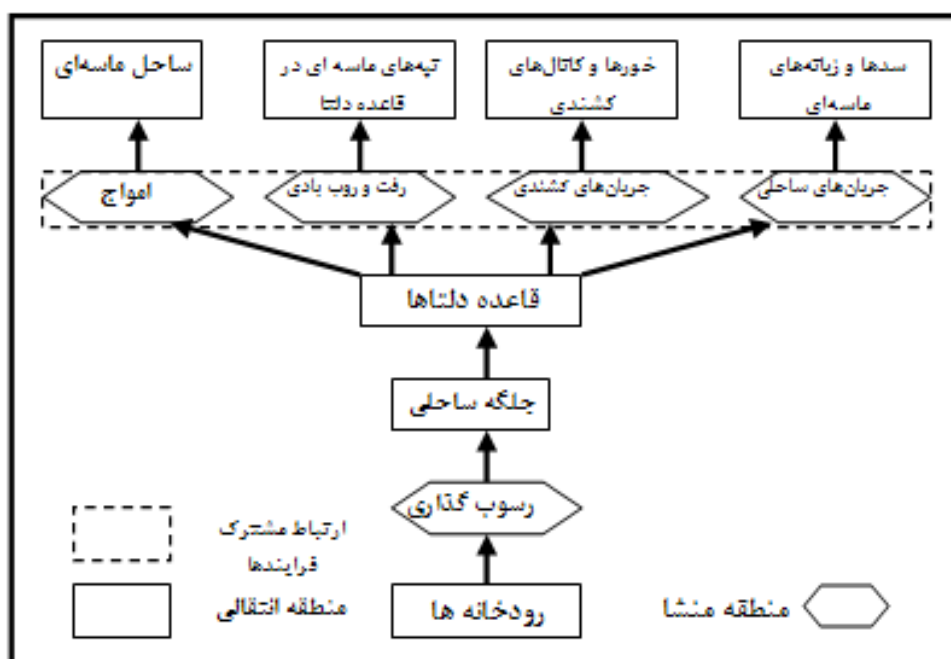 سدها و زبانه‌های
ماسه‌ای
خورها و کانال‌های
کشندی
تپه‌های ماسه ای در
قاعده دلتا
ساحل ماسه‌ای
جریان‌های ساحلی
جریان‌های کشندی
رفت و روب بادی
امواج
قاعده دلتاها
جلگه ساحلی
رسوب گذاری
رودخانه ها
ارتباط مشترک
فرایندها
منطقه انتقالی
منطقه منشا